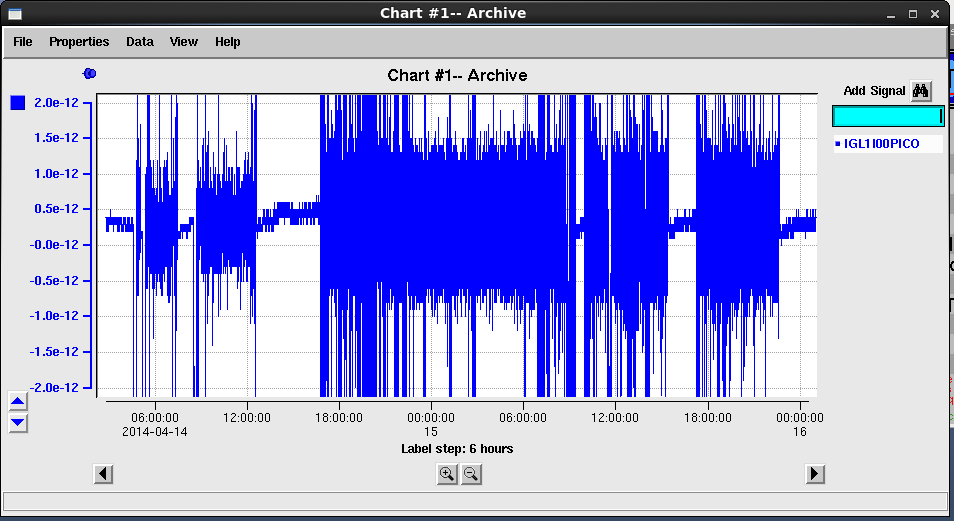 Chart #1-- Archive
File Properties Data View Help
Chart #1-- Archive
Add Signal
IGL1I00PICO
2.0e-12
1.5e-12
1.0e-12
0.5e-12
-0.0e-12
-0.5e-12
-1.0e-12
-1.5e-12
-2.0e-12
06:00:00 12:00:00 18:00:00 00:00:00 06:00:00 12:00:00 18:00:00 00:00:00
2014-04-14 15 16
Label step: 6 hours